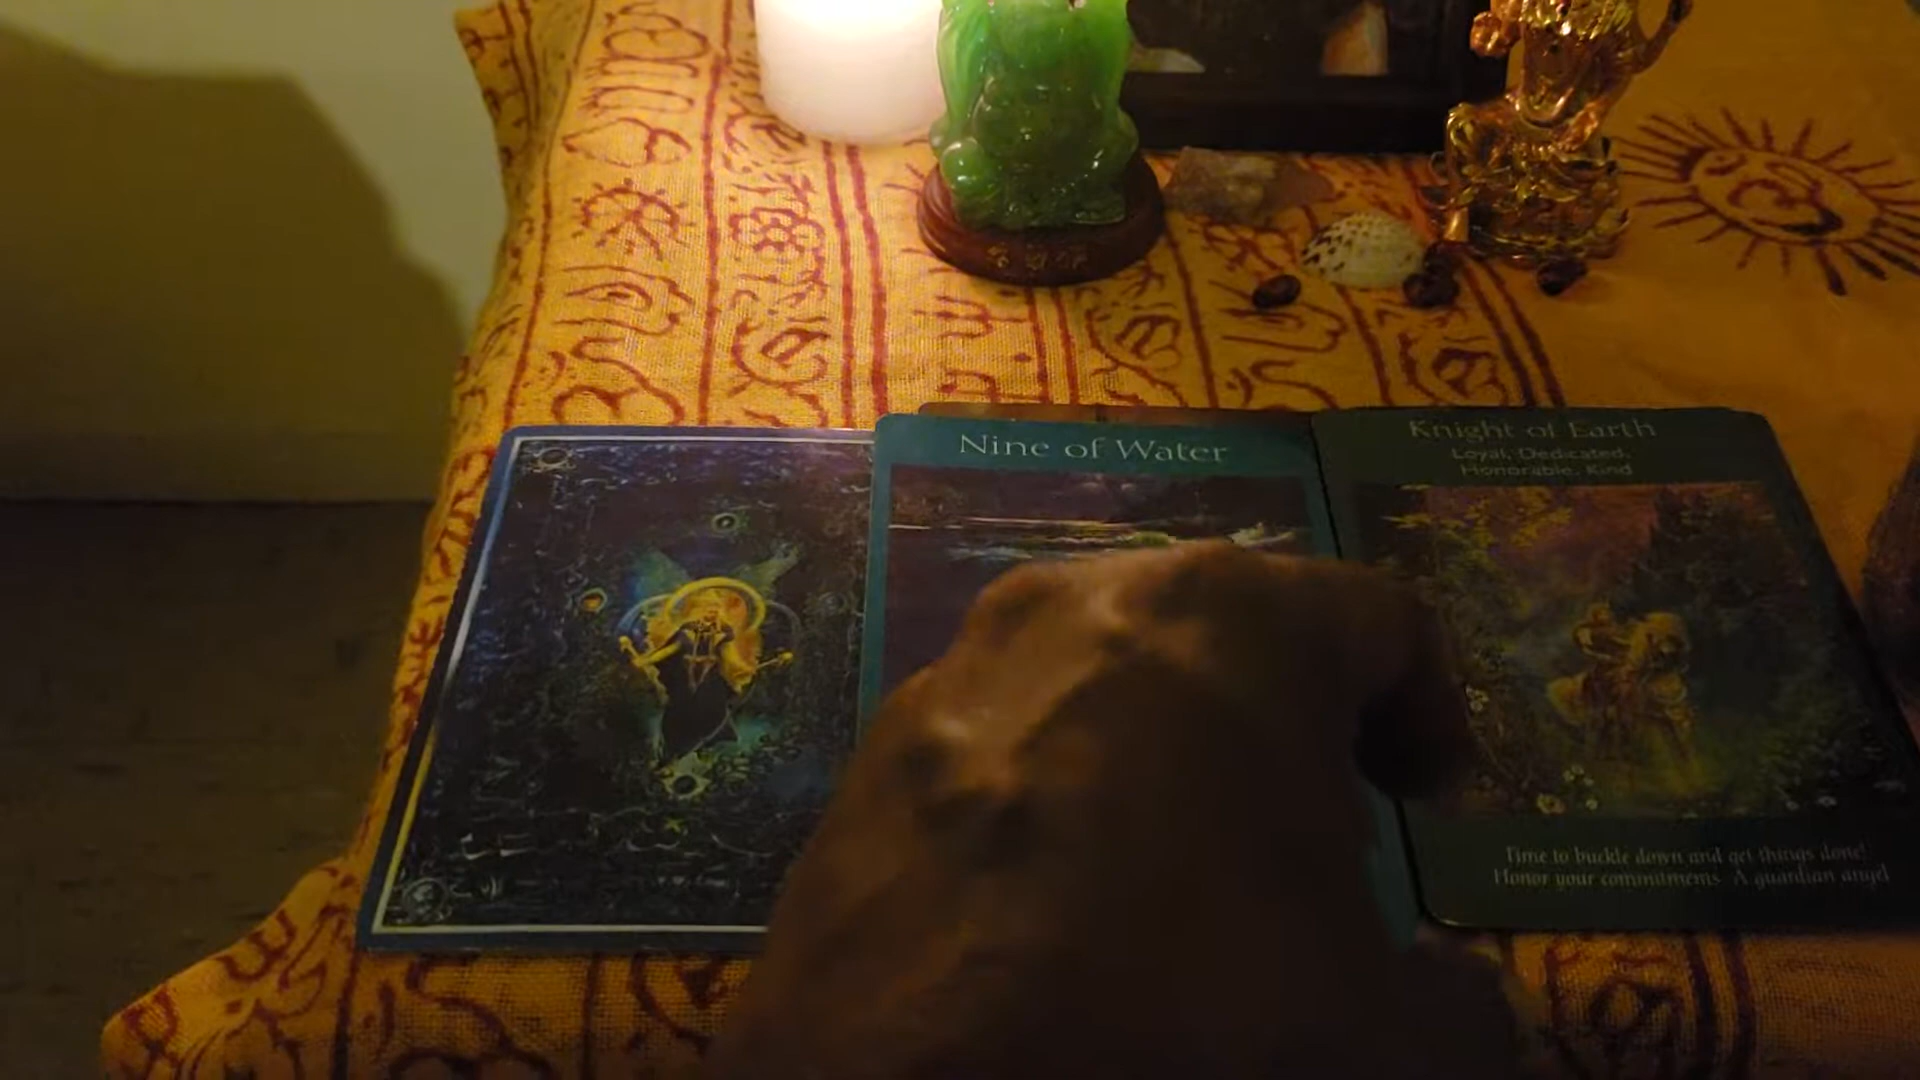 Nine of Water
Knight of Earth
Loyal, Dedicated,
Honorable, Kind
Time to buckle down and get things done!
Honor your commitments. A guardian angel